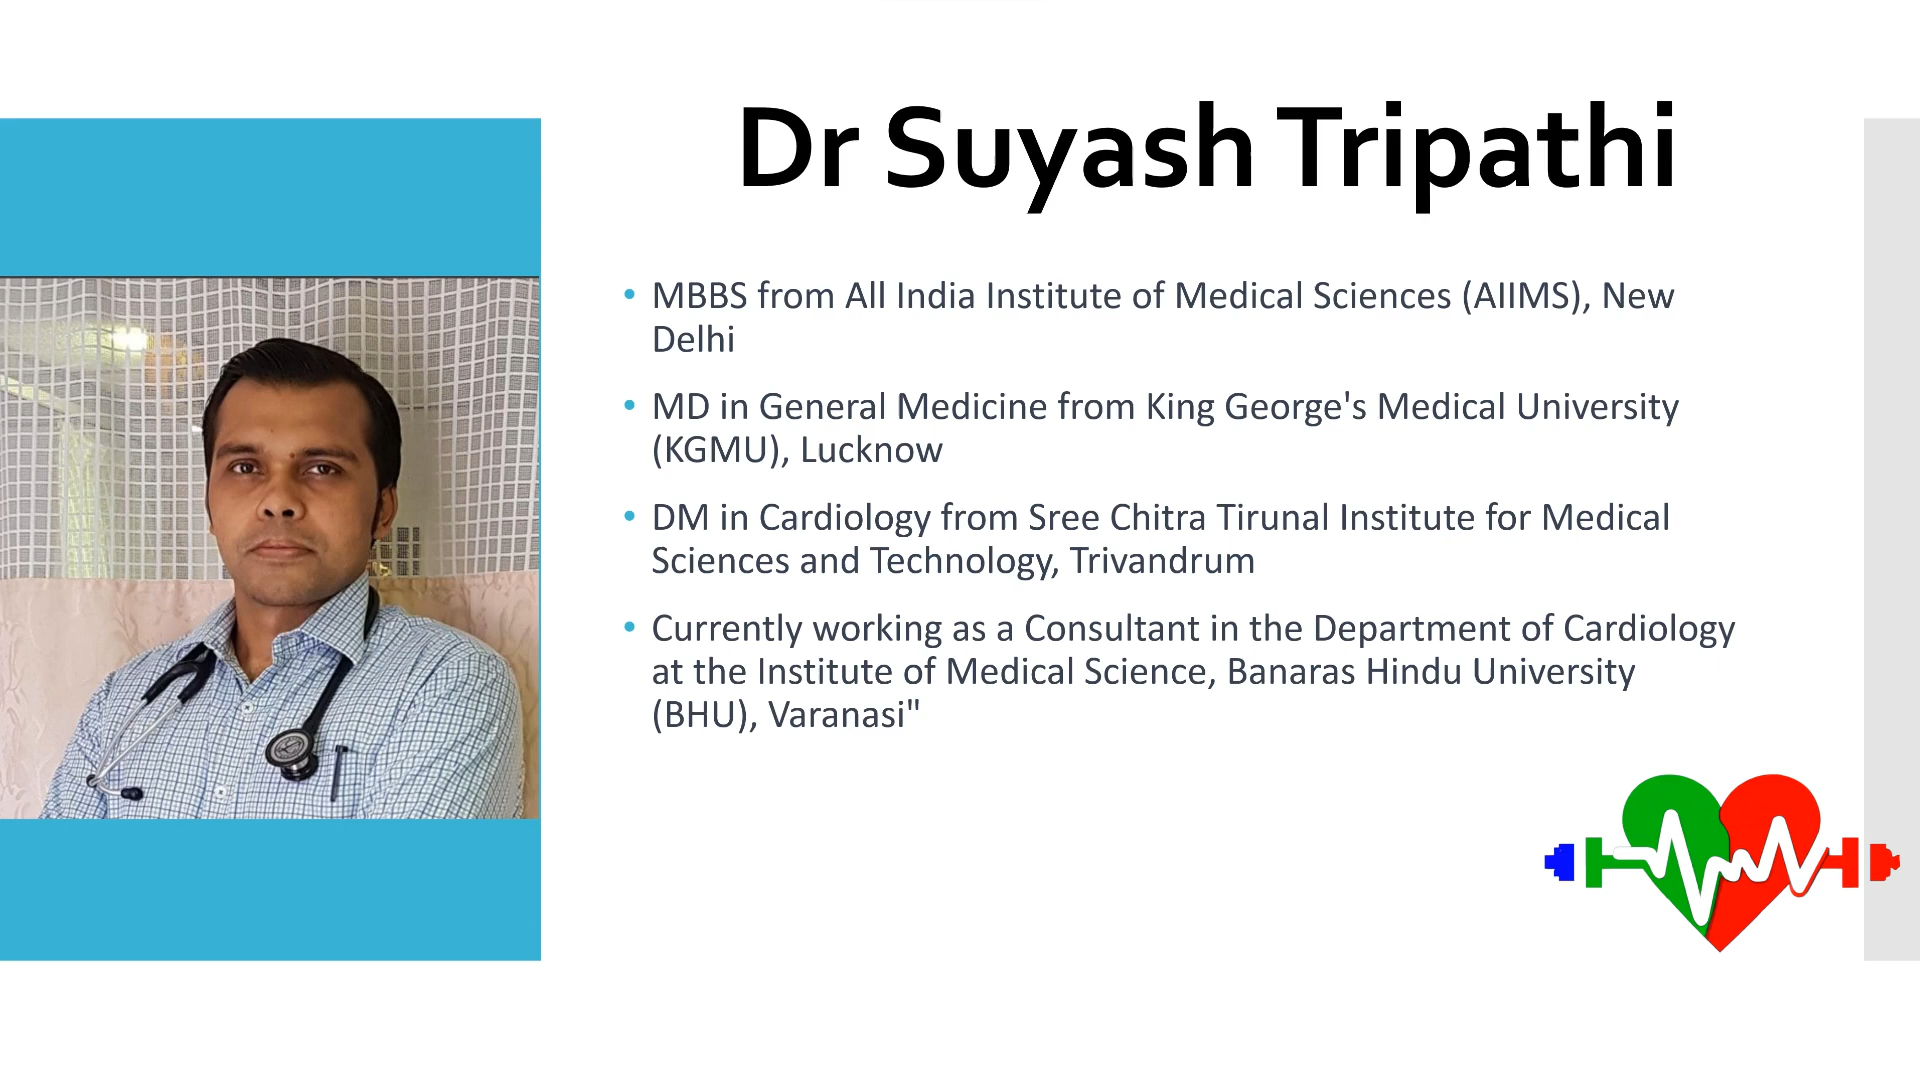 Dr Suyash Tripathi
• MBBS from All India Institute of Medical Sciences (AIIMS), New
Delhi
• MD in General Medicine from King George's Medical University
(KGMU), Lucknow
• DM in Cardiology from Sree Chitra Tirunal Institute for Medical
Sciences and Technology, Trivandrum
• Currently working as a Consultant in the Department of Cardiology
at the Institute of Medical Science, Banaras Hindu University
(BHU), Varanasi"